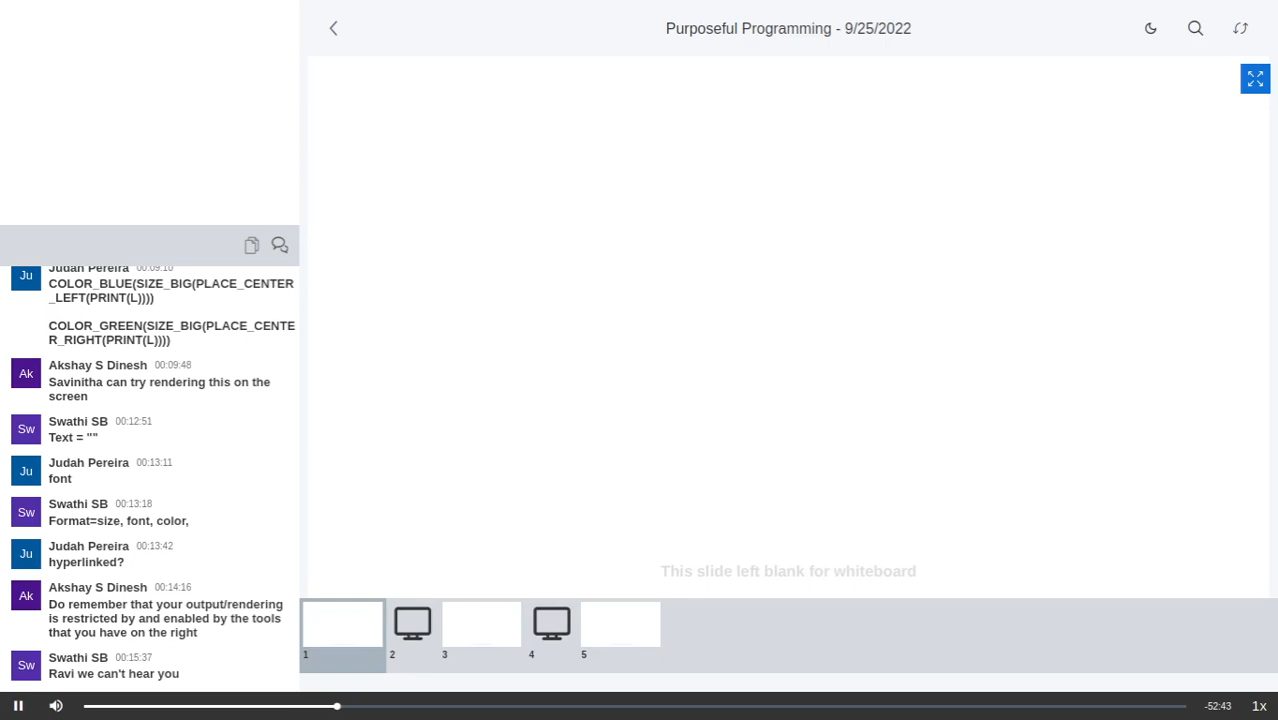 Purposeful Programming - 9/25/2022
Ju Judah Pereira 00:09:10
COLOR_BLUE(SIZE_BIG(PLACE_CENTER
_LEFT(PRINT(L))))
COLOR_GREEN(SIZE_BIG(PLACE_CENTE
R_RIGHT(PRINT(L))))
Ak Akshay S Dinesh 00:09:48
Savinitha can try rendering this on the
screen
Sw Swathi SB 00:12:51
Text = ""
Ju Judah Pereira 00:13:11
font
Sw Swathi SB 00:13:18
Format=size, font, color,
Ju Judah Pereira 00:13:42
hyperlinked?
Ak Akshay S Dinesh 00:14:16
Do remember that your output/rendering
is restricted by and enabled by the tools
that you have on the right
Sw Swathi SB 00:15:37
Ravi we can't hear you
This slide left blank for whiteboard
1 2 3 4 5
-52:43 1x